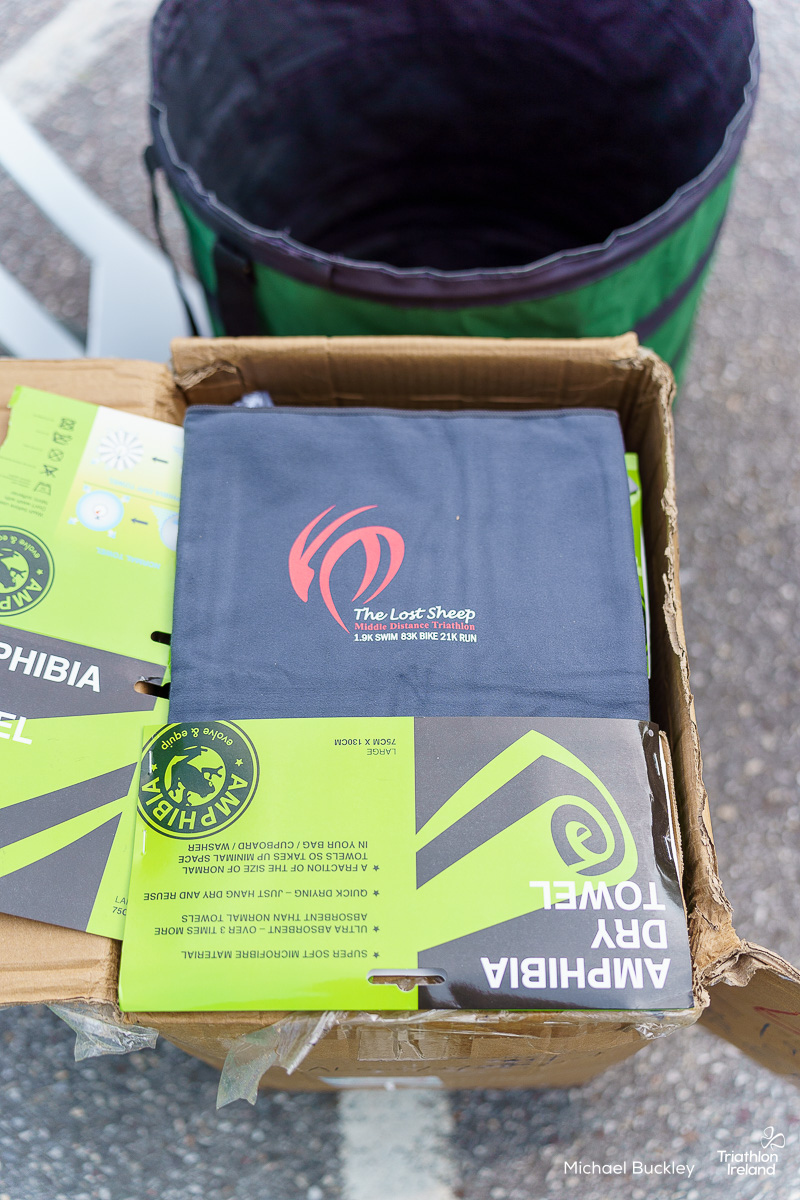 The Lost Sheep
Middle Distance Triathlon
1.9K SWIM 83K BIKE 21K RUN
AMPHIBIA
DRY
TOWEL
★ SUPER SOFT MICROFIBRE MATERIAL
★ ULTRA ABSORBENT – OVER 3 TIMES MORE
ABSORBENT THAN NORMAL TOWELS
★ QUICK DRYING – JUST HANG DRY AND REUSE
★ A FRACTION OF THE SIZE OF NORMAL
TOWELS SO TAKES UP MINIMAL SPACE
IN YOUR BAG / CUPBOARD / WASHER
LARGE
75CM X 130CM
AMPHIBIA
evolve & equip
PHIBIA
EL
LA
75C
AMPHIBIA
evolve & equip
Michael Buckley
Triathlon
Ireland